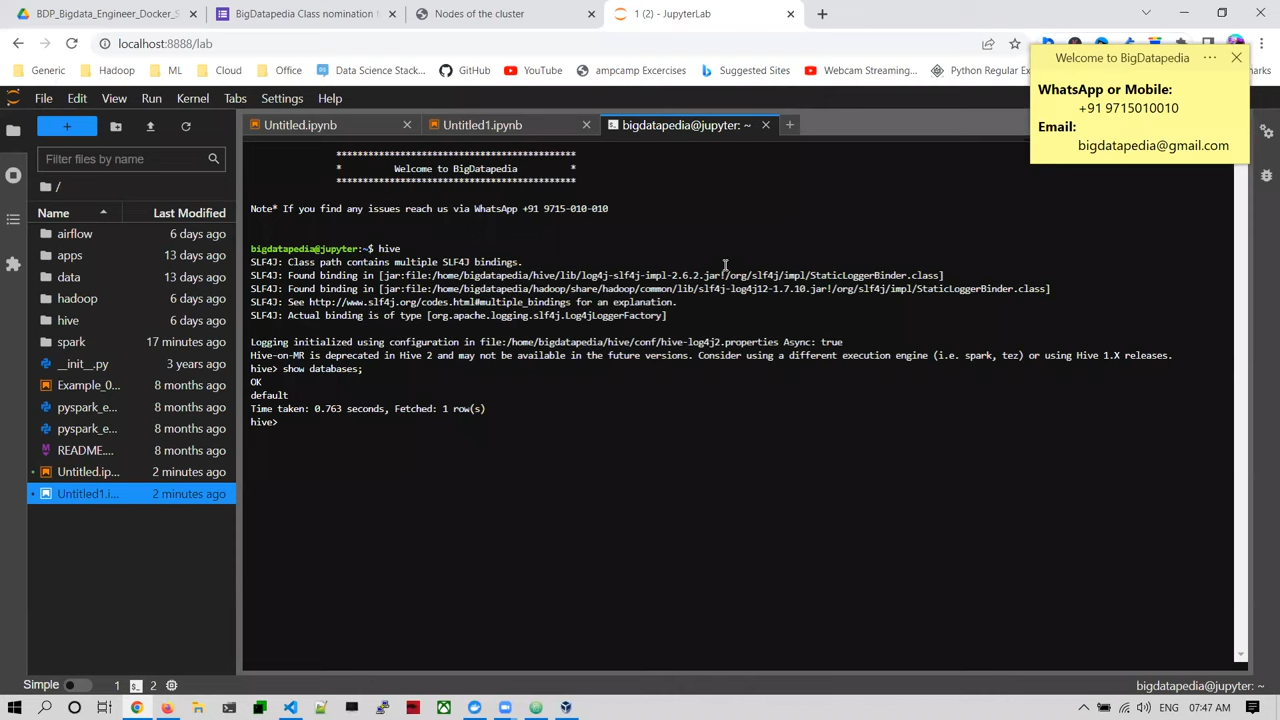 BDP_Bigdata_Engineer_Docker_S
BigDatapedia Class nomination f
Nodes of the cluster
1 (2) - JupyterLab
localhost:8888/lab
Generic
Hadoop
ML
Cloud
Office
Data Science Stack...
GitHub
YouTube
ampcamp Excercises
Suggested Sites
Webcam Streaming...
Python Regular Ex
Welcome to BigDatapedia
WhatsApp or Mobile:
+91 9715010010
Email:
bigdatapedia@gmail.com
File
Edit
View
Run
Kernel
Tabs
Settings
Help
Untitled.ipynb
Untitled1.ipynb
bigdatapedia@jupyter: ~
Filter files by name
/
Name
Last Modified
airflow 6 days ago
apps 13 days ago
data 13 days ago
hadoop 6 days ago
hive 6 days ago
spark 17 minutes ago
__init__.py 3 years ago
Example_0... 8 months ago
pyspark_e... 8 months ago
pyspark_e... 8 months ago
README.... 8 months ago
Untitled.ip... 2 minutes ago
Untitled1.i... 2 minutes ago
******************************************
* Welcome to BigDatapedia *
******************************************
Note* If you find any issues reach us via WhatsApp +91 9715-010-010
bigdatapedia@jupyter:~$ hive
SLF4J: Class path contains multiple SLF4J bindings.
SLF4J: Found binding in [jar:file:/home/bigdatapedia/hive/lib/log4j-slf4j-impl-2.6.2.jar!/org/slf4j/impl/StaticLoggerBinder.class]
SLF4J: Found binding in [jar:file:/home/bigdatapedia/hadoop/share/hadoop/common/lib/slf4j-log4j12-1.7.10.jar!/org/slf4j/impl/StaticLoggerBinder.class]
SLF4J: See http://www.slf4j.org/codes.html#multiple_bindings for an explanation.
SLF4J: Actual binding is of type [org.apache.logging.slf4j.Log4jLoggerFactory]
Logging initialized using configuration in file:/home/bigdatapedia/hive/conf/hive-log4j2.properties Async: true
Hive-on-MR is deprecated in Hive 2 and may not be available in the future versions. Consider using a different execution engine (i.e. spark, tez) or using Hive 1.X releases.
hive> show databases;
OK
default
Time taken: 0.763 seconds, Fetched: 1 row(s)
hive>
Simple
1
2
bigdatapedia@jupyter: ~
ENG
07:47 AM